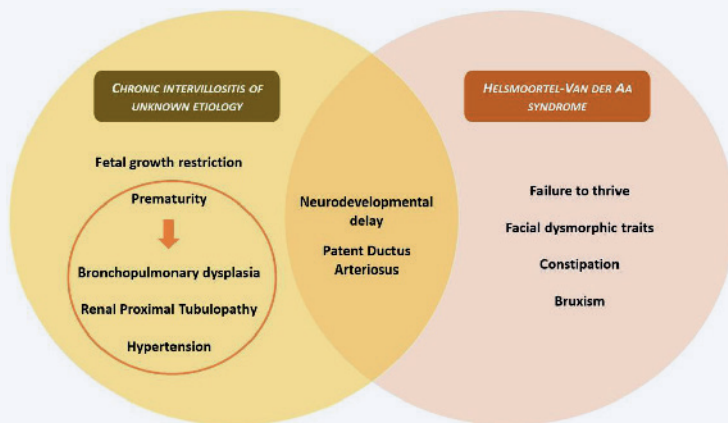 CHRONIC INTERVILLOSITIS OF
UNKNOWN ETIOLOGY
Fetal growth restriction
Prematurity
Bronchopulmonary dysplasia
Renal Proximal Tubulopathy
Hypertension
Neurodevelopmental
delay
Patent Ductus
Arteriosus
HELSMOORTEL-VAN DER AA
SYNDROME
Failure to thrive
Facial dysmorphic traits
Constipation
Bruxism